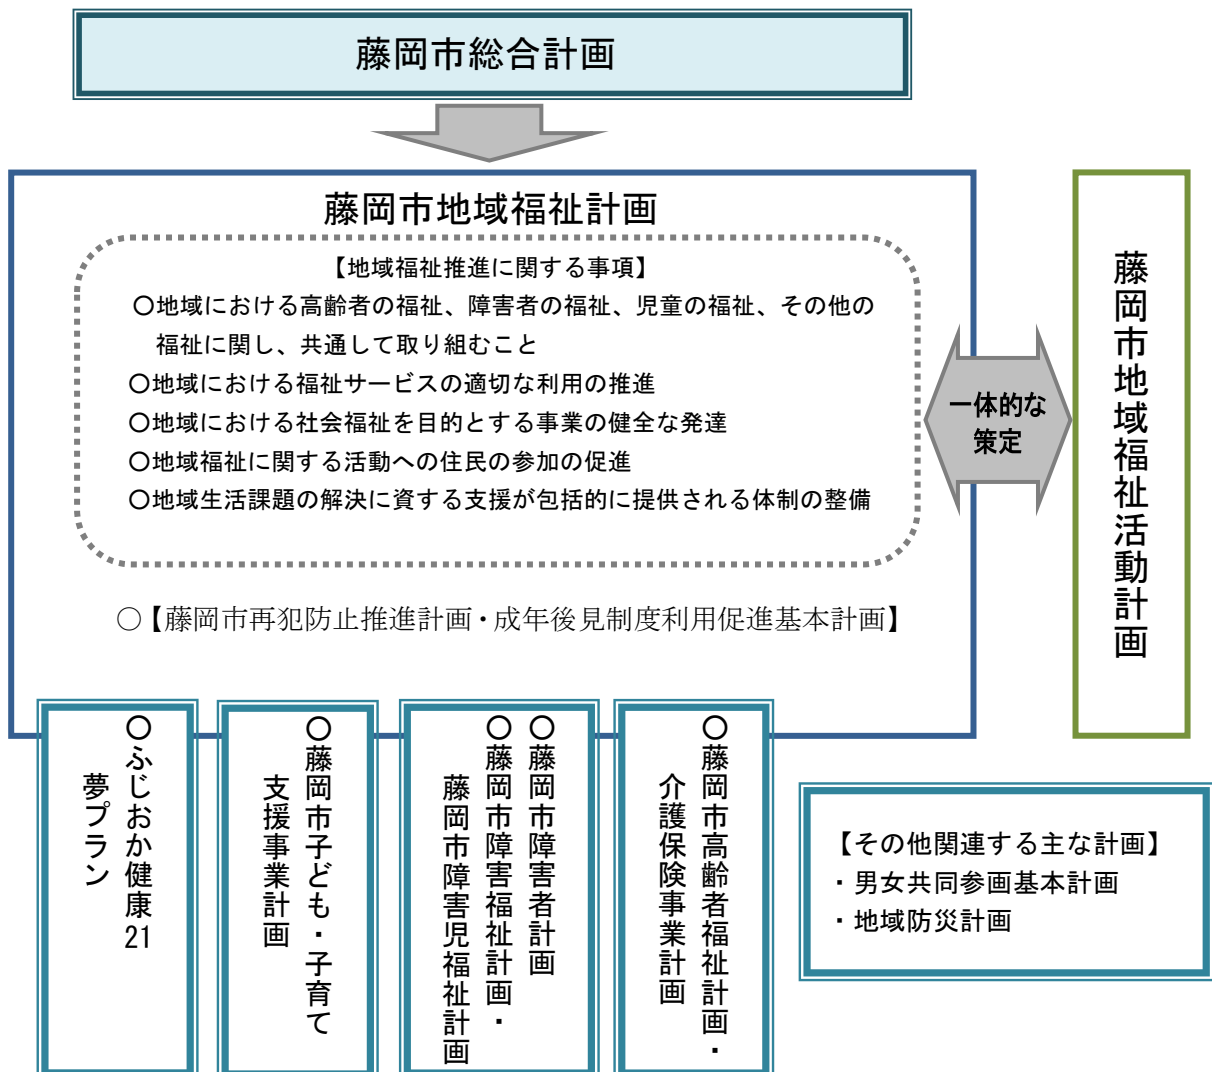 藤岡市総合計画
藤岡市地域福祉計画
【地域福祉推進に関する事項】
〇地域における高齢者の福祉、障害者の福祉、児童の福祉、その他の
福祉に関し、共通して取り組むこと
〇地域における福祉サービスの適切な利用の推進
〇地域における社会福祉を目的とする事業の健全な発達
〇地域福祉に関する活動への住民の参加の促進
〇地域生活課題の解決に資する支援が包括的に提供される体制の整備
〇【藤岡市再犯防止推進計画・成年後見制度利用促進基本計画】
一体的な
策定
藤岡市地域福祉活動計画
〇ふじおか健康21
夢プラン
〇藤岡市子ども・子育て
支援事業計画
〇藤岡市障害者計画
〇藤岡市障害福祉計画・
藤岡市障害児福祉計画
〇藤岡市高齢者福祉計画・
介護保険事業計画
【その他関連する主な計画】
・男女共同参画基本計画
・地域防災計画